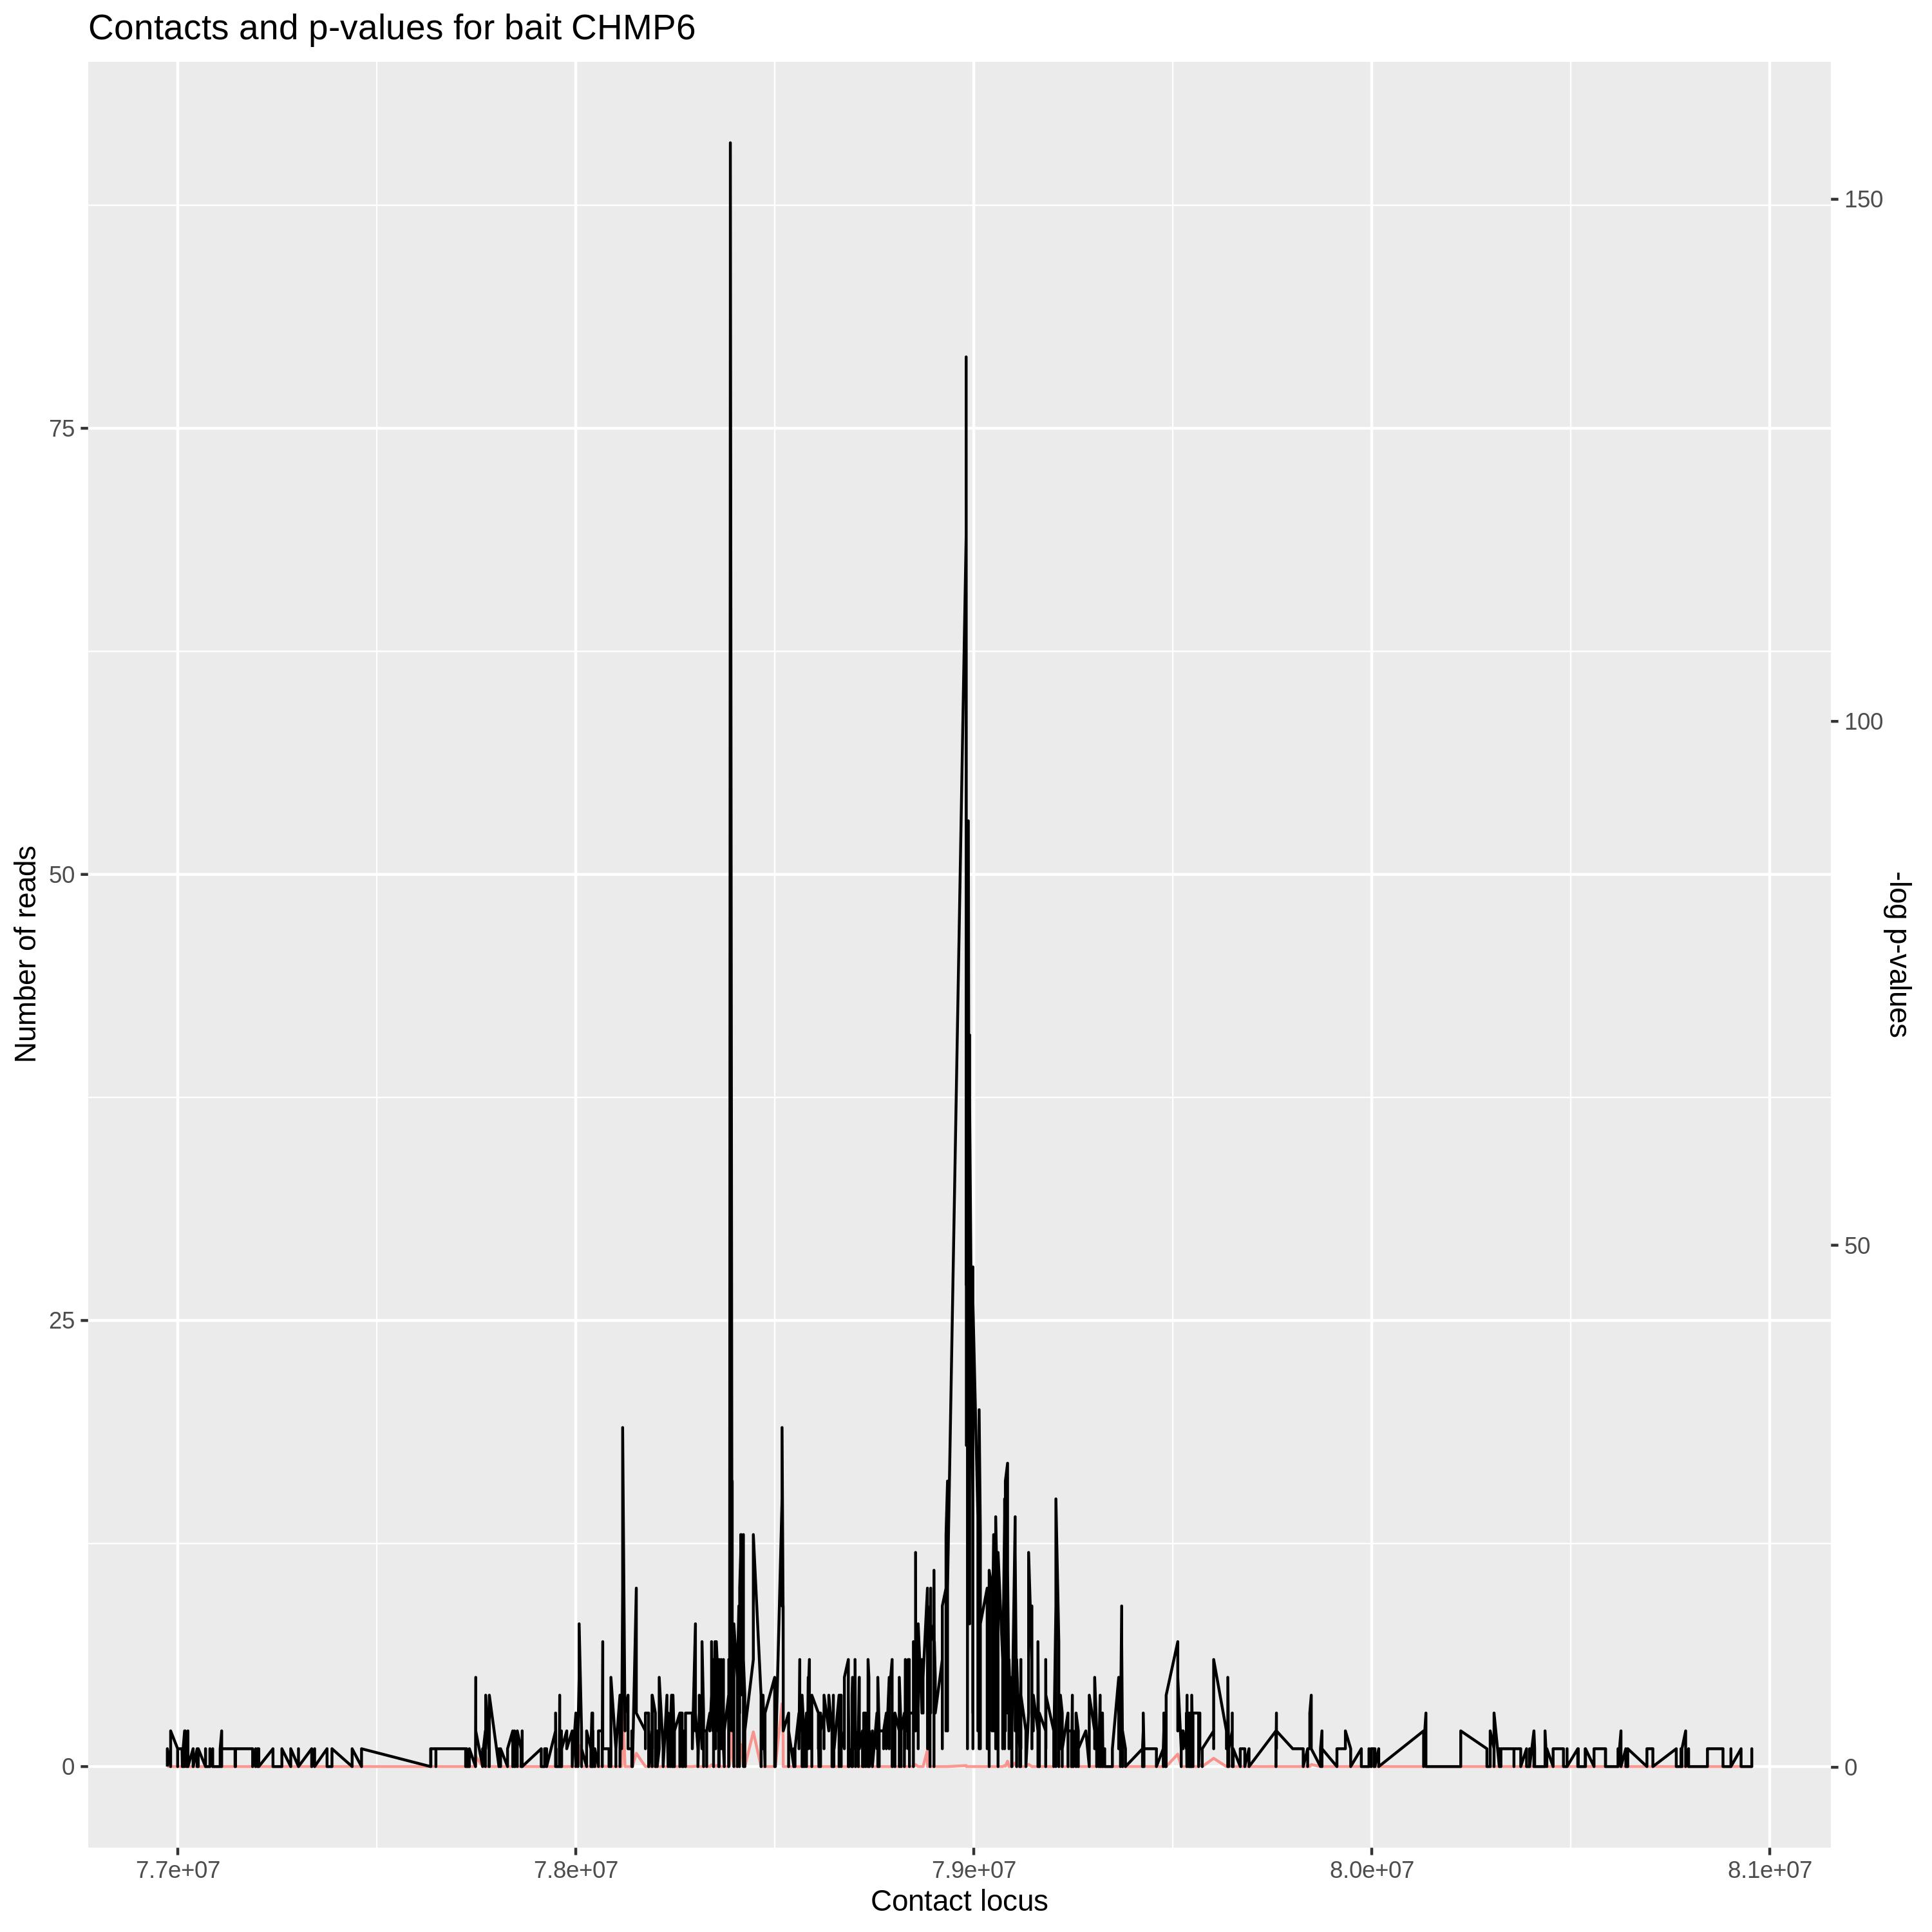 Contacts and p-values for bait CHMP6
Number of reads
75
50
25
0
150
100
50
0
-log p-values
7.7e+07 7.8e+07 7.9e+07 8.0e+07 8.1e+07
Contact locus